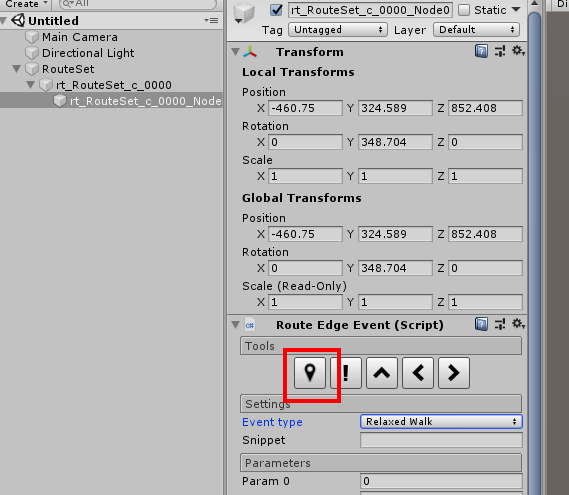 Create
All
Untitled
Main Camera
Directional Light
RouteSet
rt_RouteSet_c_0000
rt_RouteSet_c_0000_Node
rt_RouteSet_c_0000_Node0
Static
Tag Untagged Layer Default
Transform
Local Transforms
Position
X -460.75 Y 324.589 Z 852.408
Rotation
X 0 Y 348.704 Z 0
Scale
X 1 Y 1 Z 1
Global Transforms
Position
X -460.75 Y 324.589 Z 852.408
Rotation
X 0 Y 348.704 Z 0
Scale (Read-Only)
X 1 Y 1 Z 1
C# Route Edge Event (Script)
Tools
!
Settings
Event type Relaxed Walk
Snippet
Parameters
Param 0 0